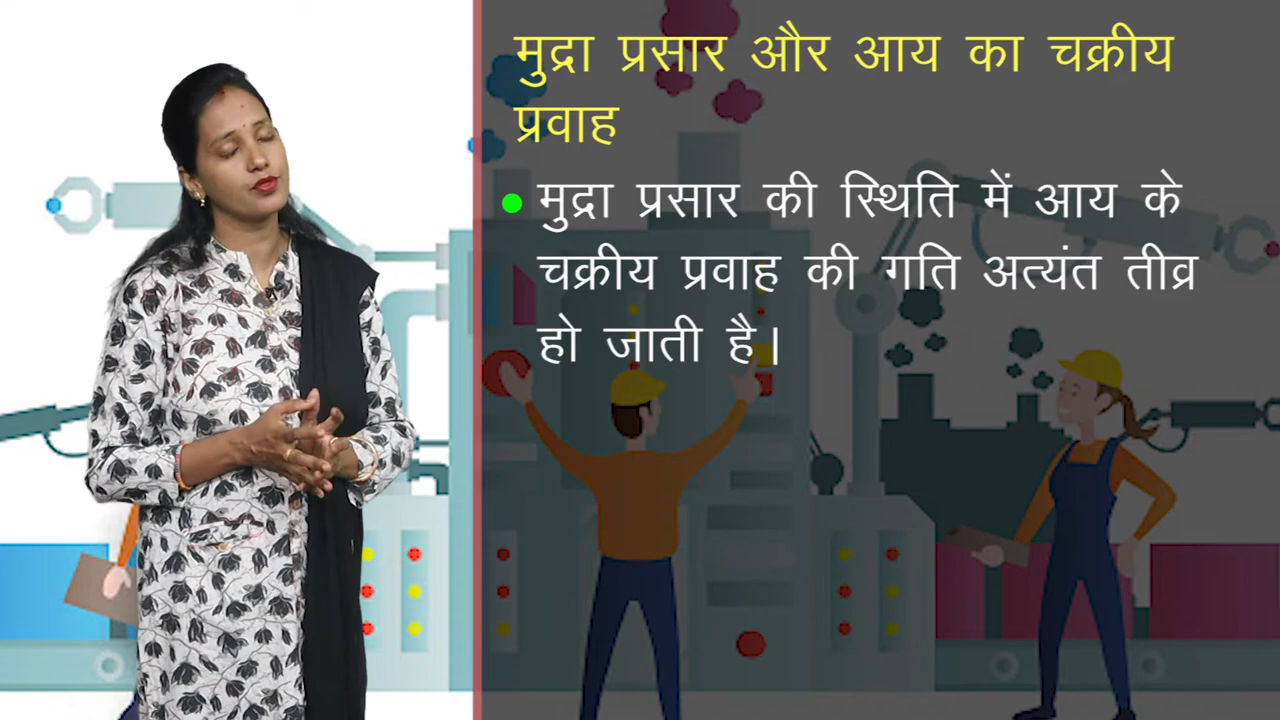 मुद्रा प्रसार और आय का चक्रीय
प्रवाह
मुद्रा प्रसार की स्थिति में आय के
चक्रीय प्रवाह की गति अत्यंत तीव्र
हो जाती है।